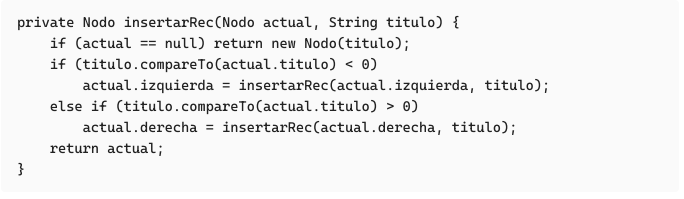 private Nodo insertarRec(Nodo actual, String titulo) {
    if (actual == null) return new Nodo(titulo);
    if (titulo.compareTo(actual.titulo) < 0)
        actual.izquierda = insertarRec(actual.izquierda, titulo);
    else if (titulo.compareTo(actual.titulo) > 0)
        actual.derecha = insertarRec(actual.derecha, titulo);
    return actual;
}